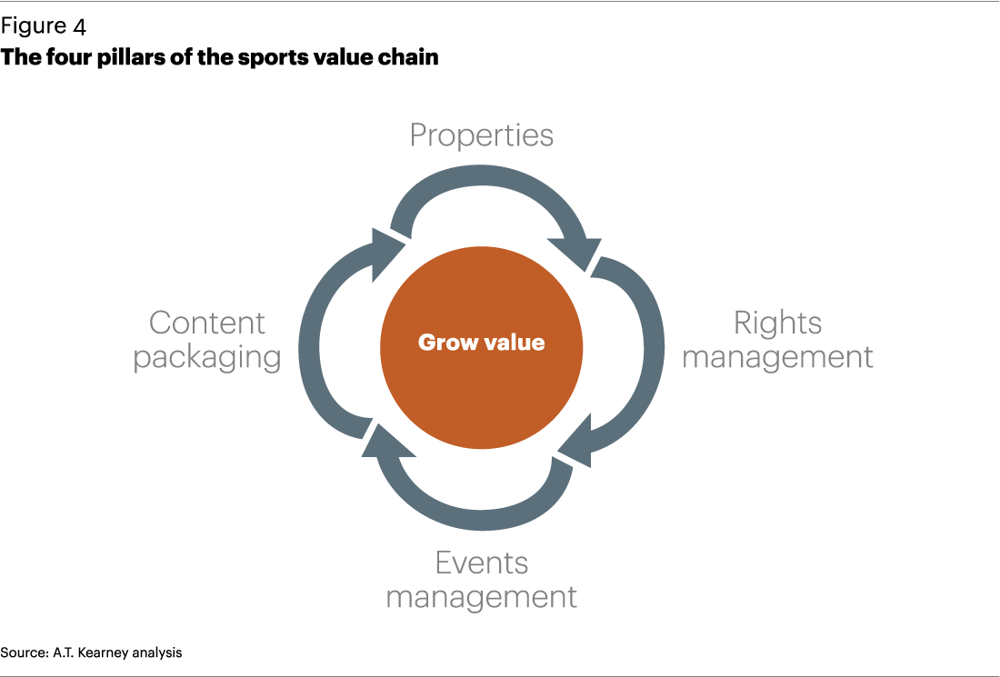 Figure 4
The four pillars of the sports value chain
Properties
Content
packaging
Grow value
Rights
management
Events
management
Source: A.T. Kearney analysis